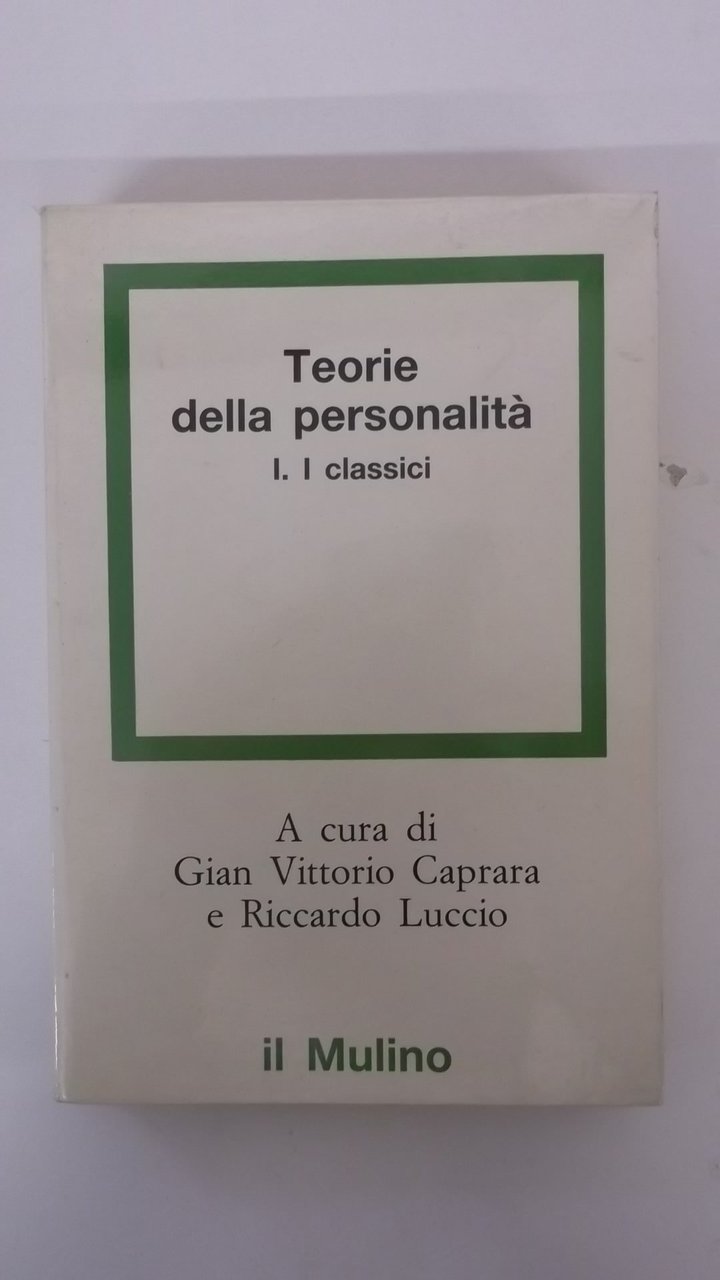 Teorie
della personalità
I. I classici
A cura di
Gian Vittorio Caprara
e Riccardo Luccio
il Mulino